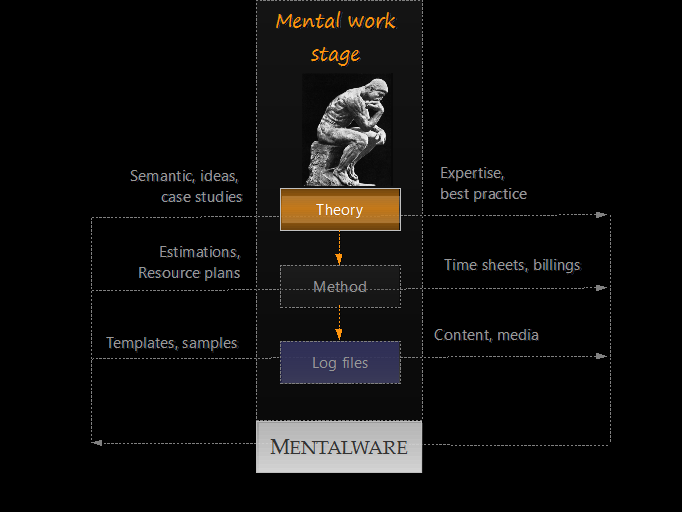 Mental work
stage
Semantic, ideas,
case studies
Expertise,
best practice
Theory
Estimations,
Resource plans
Time sheets, billings
Method
Templates, samples
Content, media
Log files
MENTALWARE